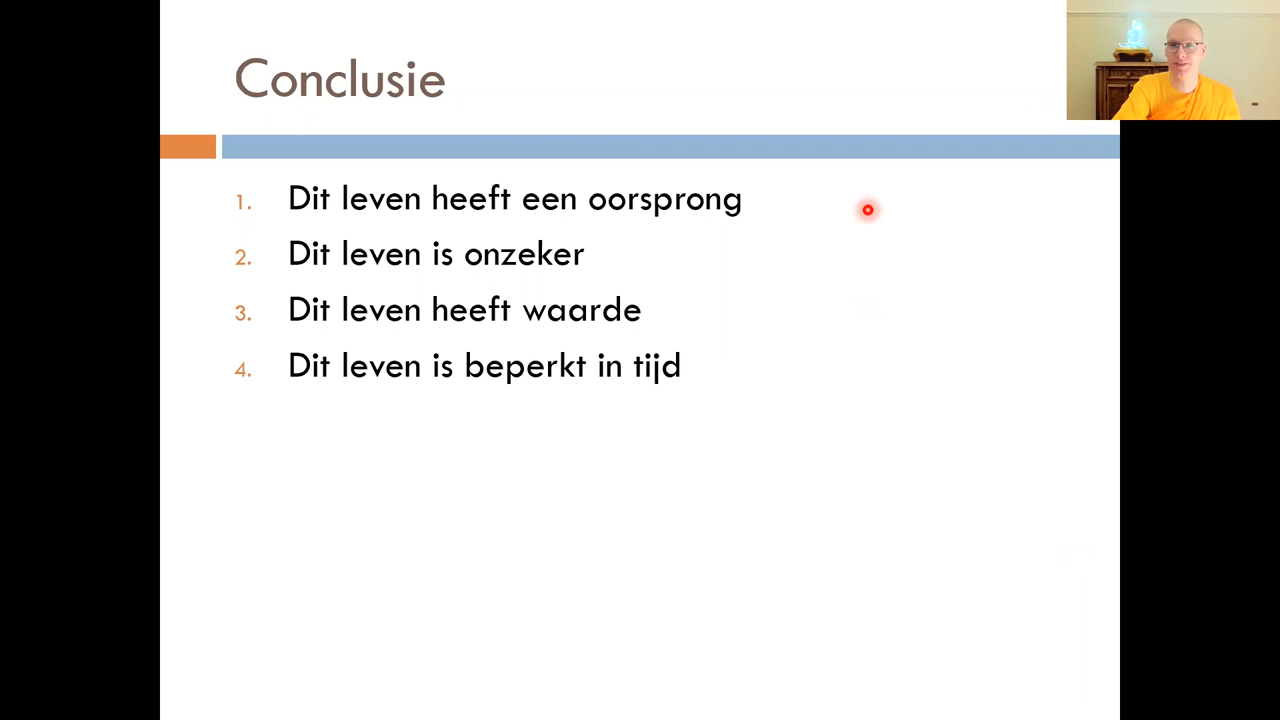 Conclusie
1. Dit leven heeft een oorsprong
2. Dit leven is onzeker
3. Dit leven heeft waarde
4. Dit leven is beperkt in tijd